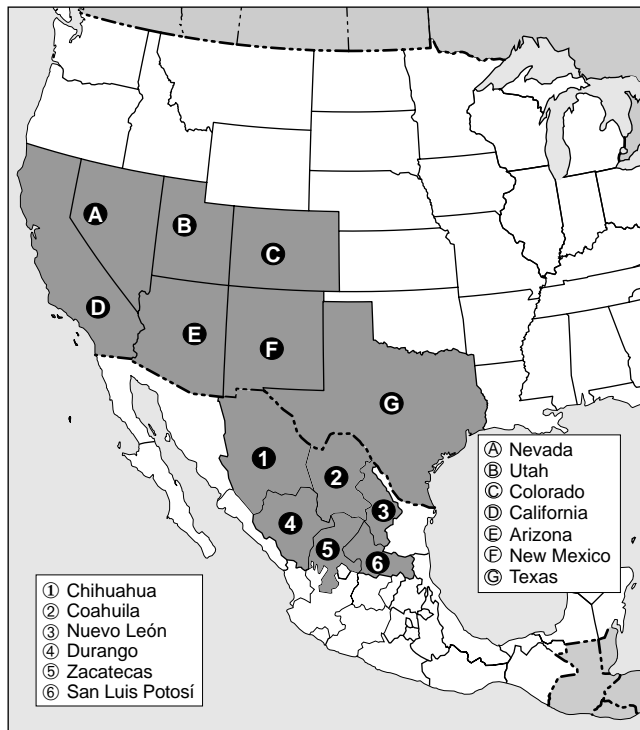 A
B
C
D
E
F
G
1
2
3
4
5
6
Ⓐ Nevada
Ⓑ Utah
Ⓒ Colorado
Ⓓ California
Ⓔ Arizona
Ⓕ New Mexico
Ⓖ Texas
① Chihuahua
② Coahuila
③ Nuevo León
④ Durango
⑤ Zacatecas
⑥ San Luis Potosí